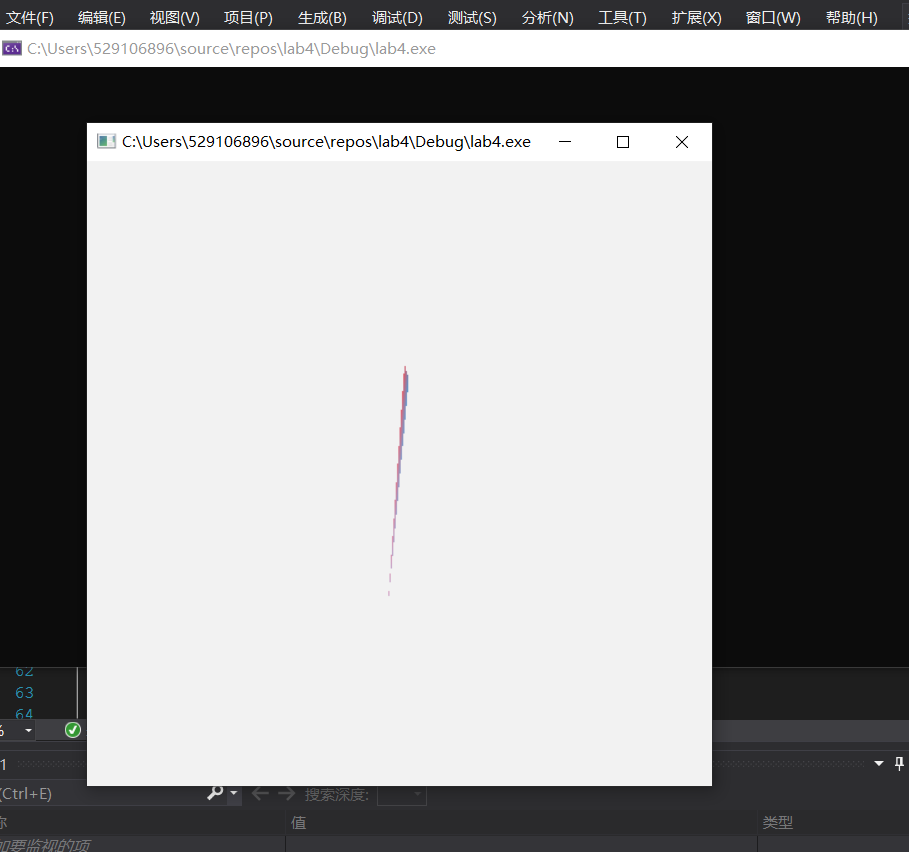 文件(F) 编辑(E) 视图(V) 项目(P) 生成(B) 调试(D) 测试(S) 分析(N) 工具(T) 扩展(X) 窗口(W) 帮助(H)
C:\Users\529106896\source\repos\lab4\Debug\lab4.exe
C:\Users\529106896\source\repos\lab4\Debug\lab4.exe
62
63
64
%
1
(Ctrl+E) 搜索深度:
称 值 类型
加要监视的项